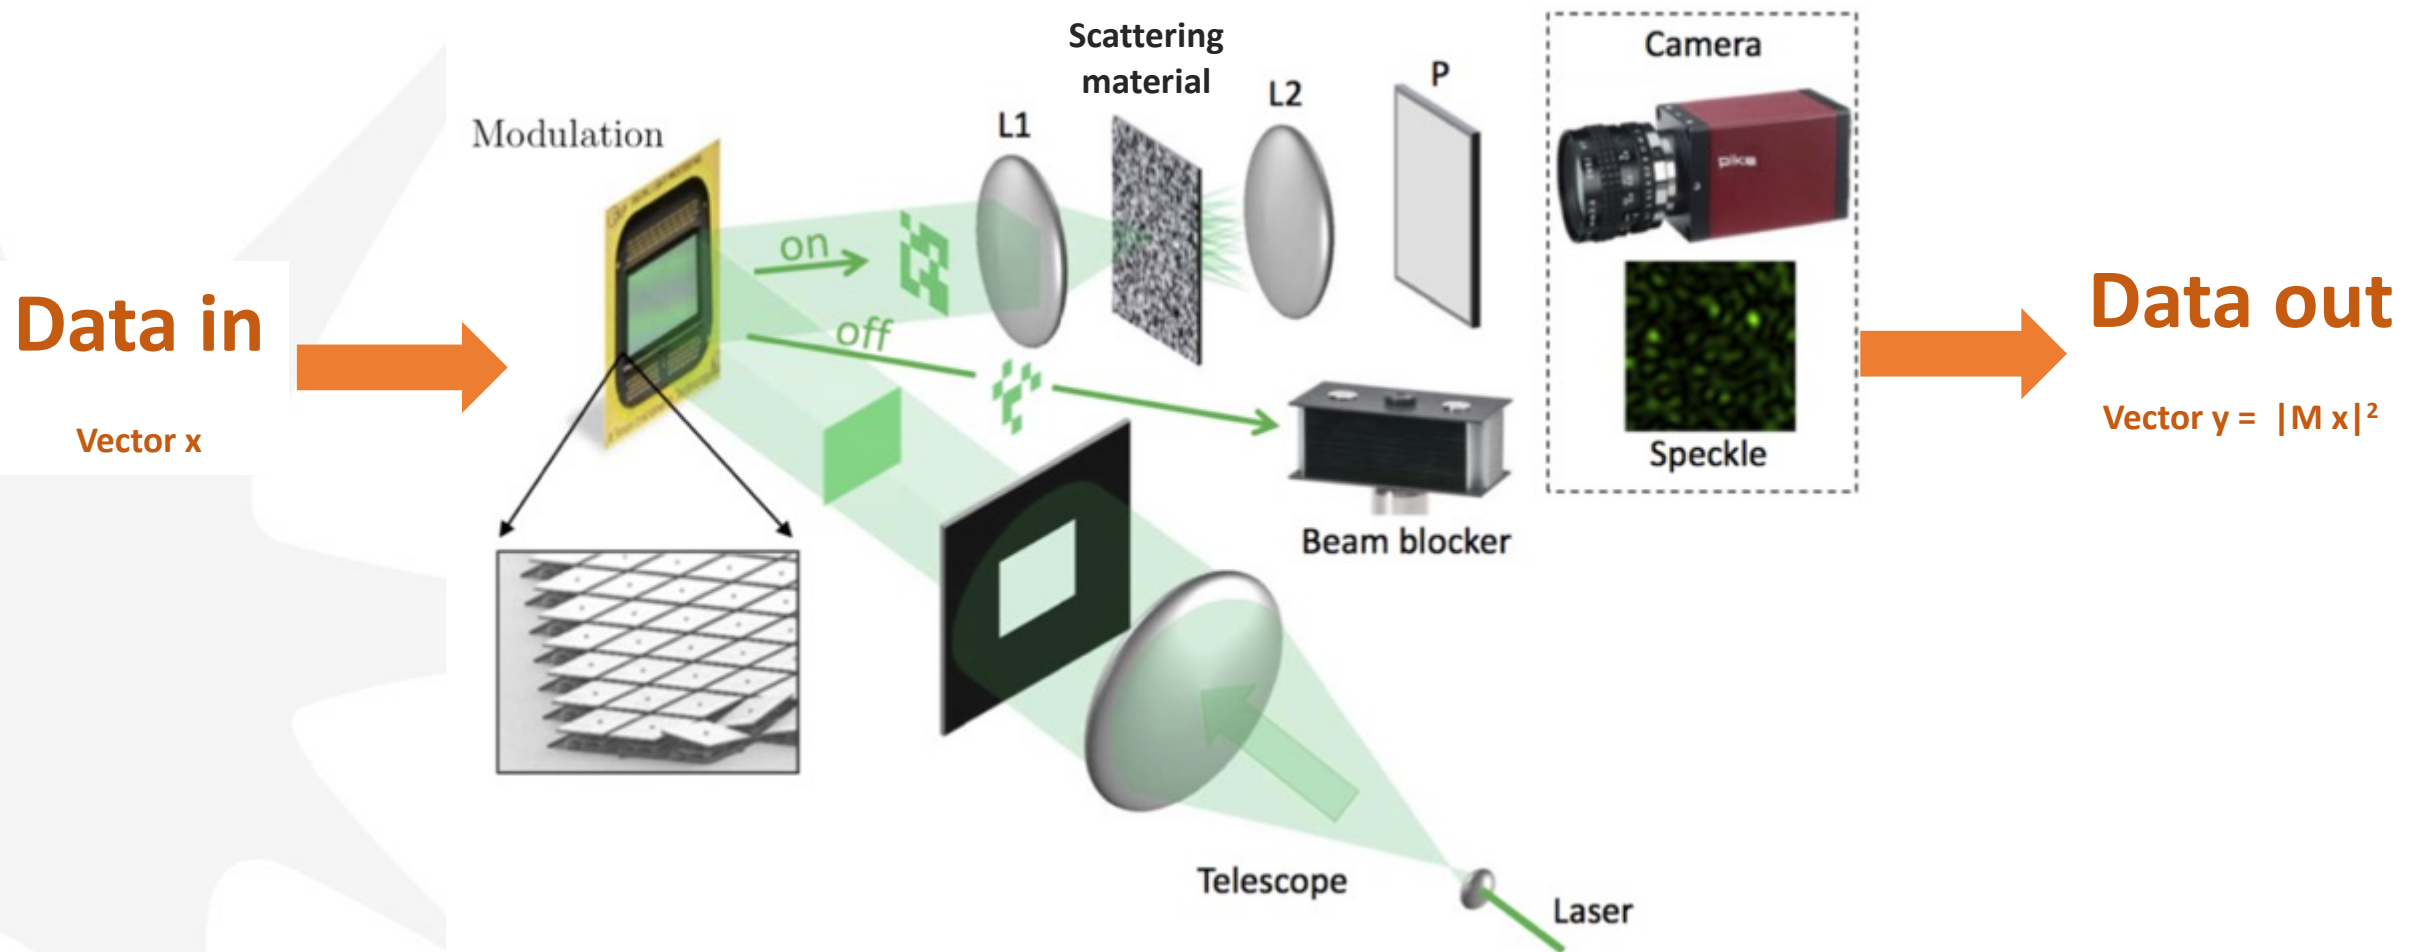 Data in
Vector x
Modulation
on
off
L1
Scattering
material
L2
P
Camera
pike
Speckle
Beam blocker
Telescope
Laser
Data out
Vector y = |M x|²